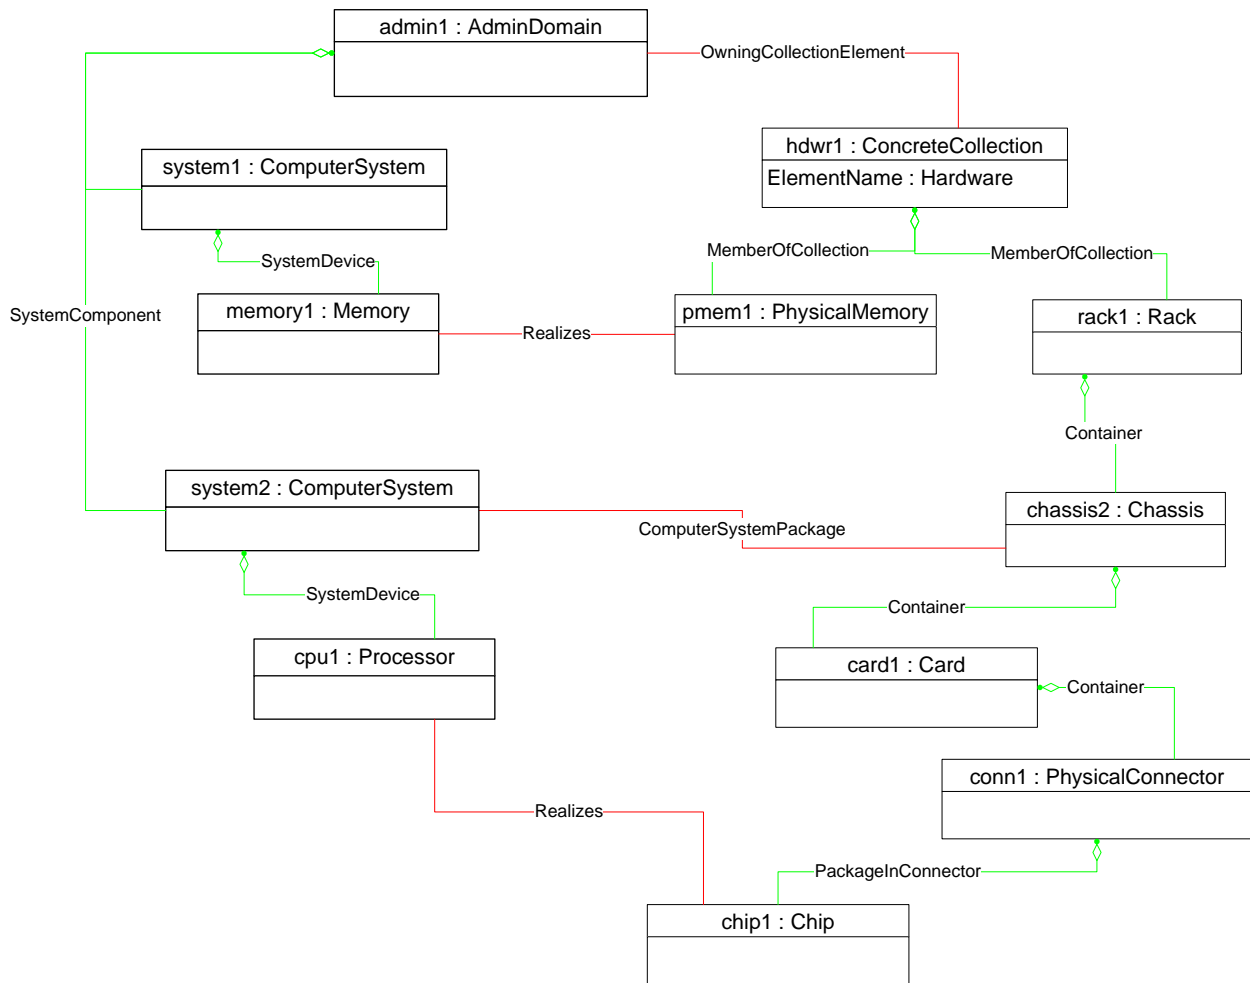 admin1 : AdminDomain
OwningCollectionElement
hdwr1 : ConcreteCollection
ElementName : Hardware
system1 : ComputerSystem
MemberOfCollection
MemberOfCollection
SystemDevice
SystemComponent
memory1 : Memory
Realizes
pmem1 : PhysicalMemory
rack1 : Rack
Container
system2 : ComputerSystem
chassis2 : Chassis
ComputerSystemPackage
SystemDevice
Container
cpu1 : Processor
card1 : Card
Container
conn1 : PhysicalConnector
Realizes
PackageInConnector
chip1 : Chip